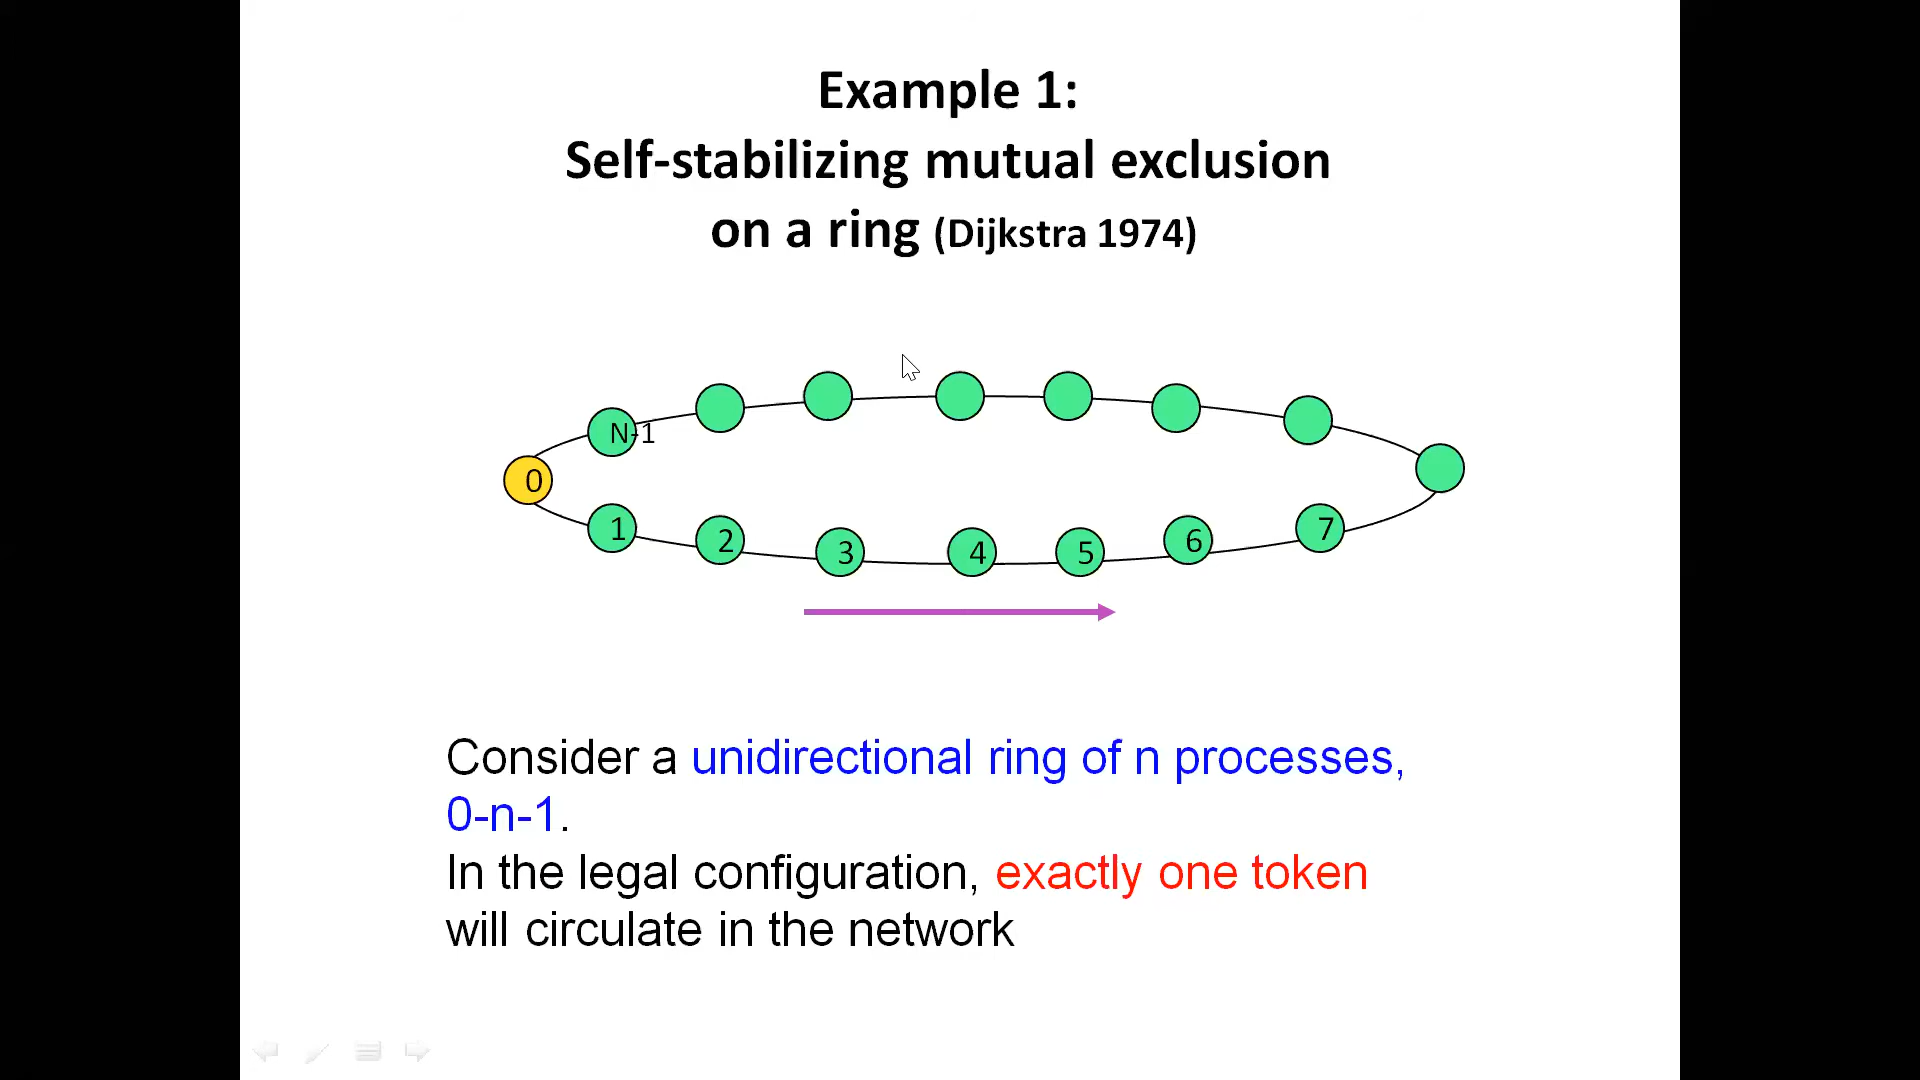 Example 1:
Self-stabilizing mutual exclusion
on a ring (Dijkstra 1974)
N-1
0
1
2
3
4
5
6
7
Consider a unidirectional ring of n processes,
0-n-1.
In the legal configuration, exactly one token
will circulate in the network